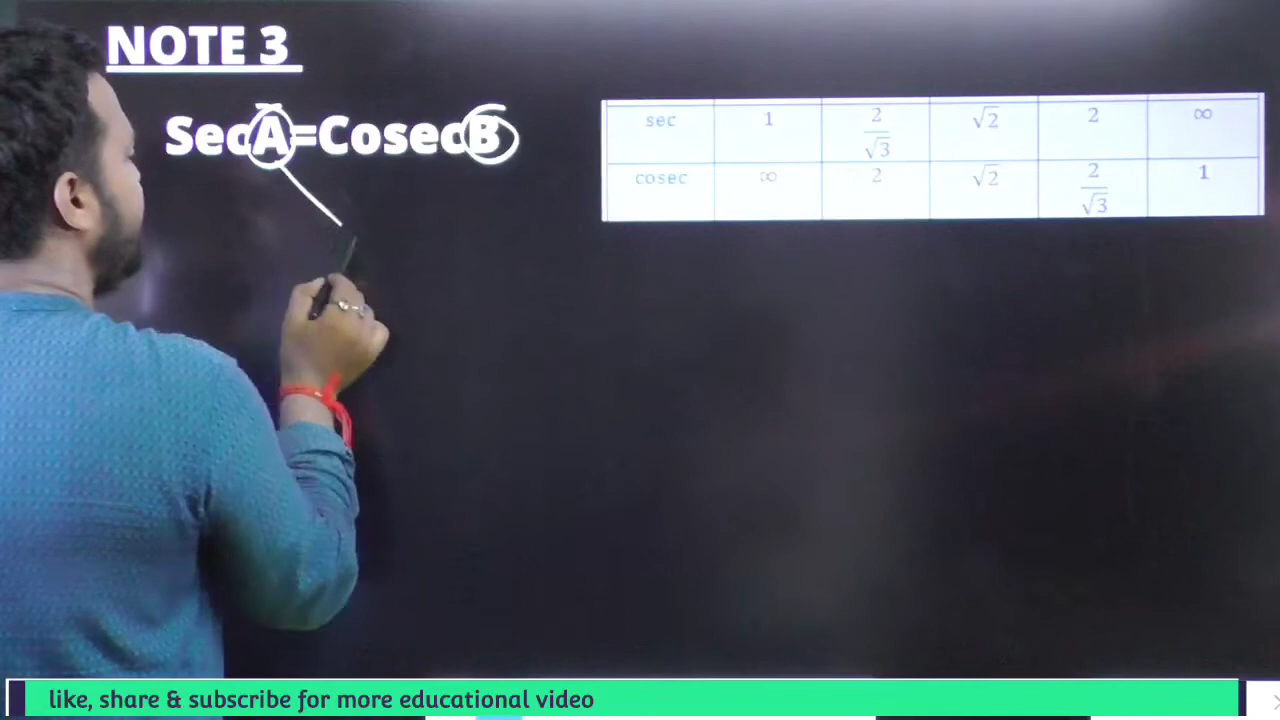 NOTE 3
SecA=CosecB
sec 1 2/√3 √2 2 ∞
cosec ∞ 2 √2 2/√3 1
like, share & subscribe for more educational video